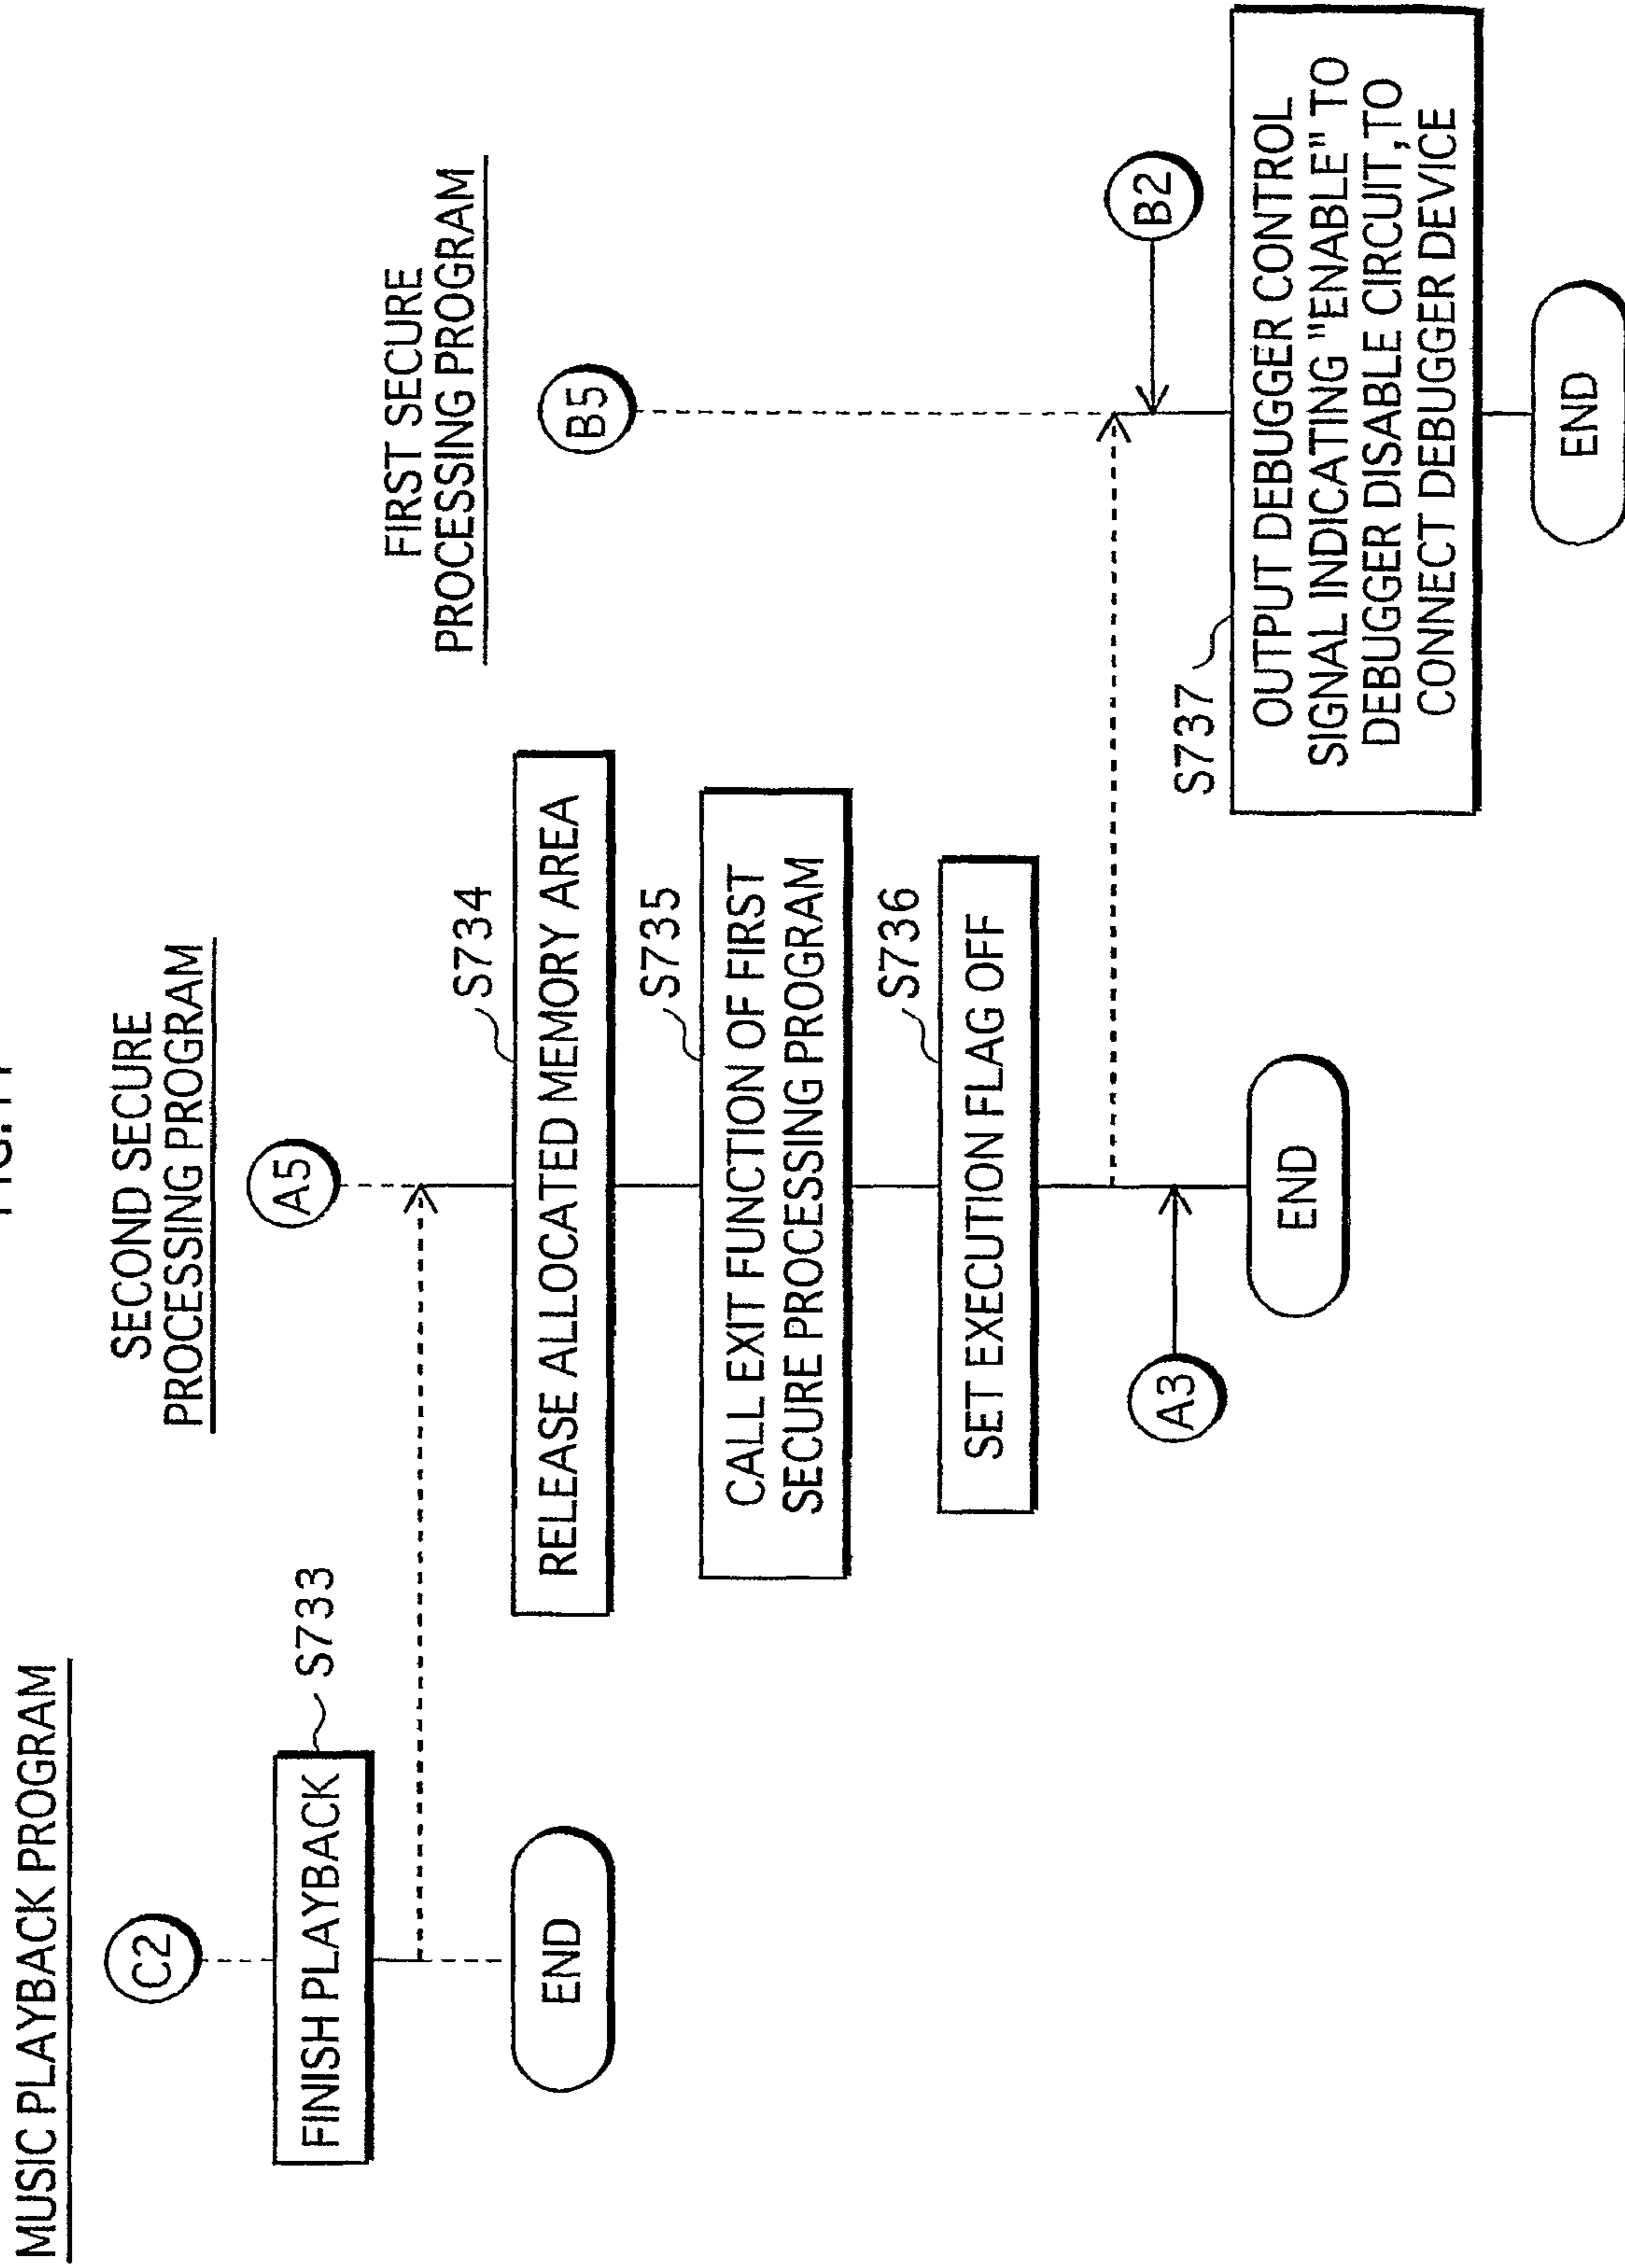 MUSIC PLAYBACK PROGRAM
C2
FINISH PLAYBACK
S733
END
SECOND SECURE
PROCESSING PROGRAM
A5
S734
RELEASE ALLOCATED MEMORY AREA
S735
CALL EXIT FUNCTION OF FIRST
SECURE PROCESSING PROGRAM
S736
SET EXECUTION FLAG OFF
A3
END
FIRST SECURE
PROCESSING PROGRAM
B5
B2
S737
OUTPUT DEBUGGER CONTROL
SIGNAL INDICATING "ENABLE" TO
DEBUGGER DISABLE CIRCUIT, TO
CONNECT DEBUGGER DEVICE
END